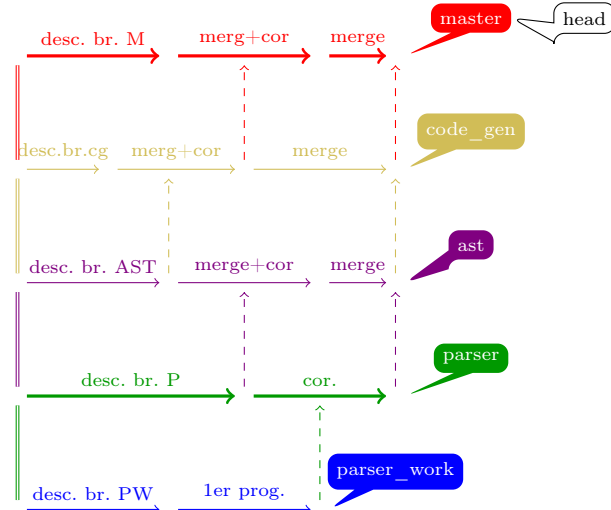 master
head
desc. br. M
merg+cor
merge
code_gen
desc.br.cg
merg+cor
merge
ast
desc. br. AST
merge+cor
merge
parser
desc. br. P
cor.
parser_work
desc. br. PW
1er prog.